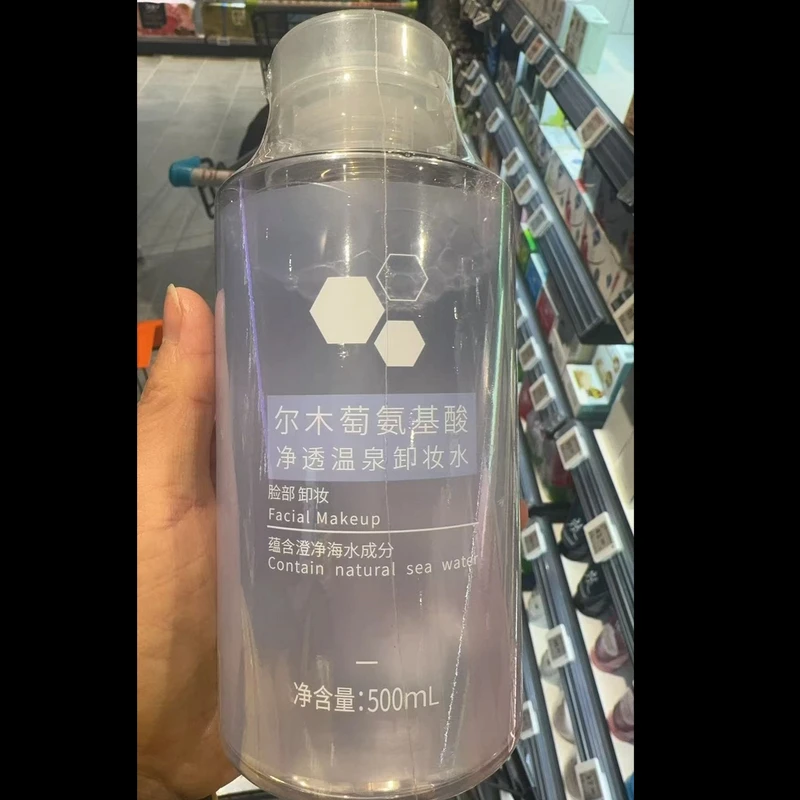 尔木萄氨基酸
净透温泉卸妆水
脸部 卸妆
Facial Makeup
蕴含澄净海水成分
Contain natural sea water
净含量:500mL